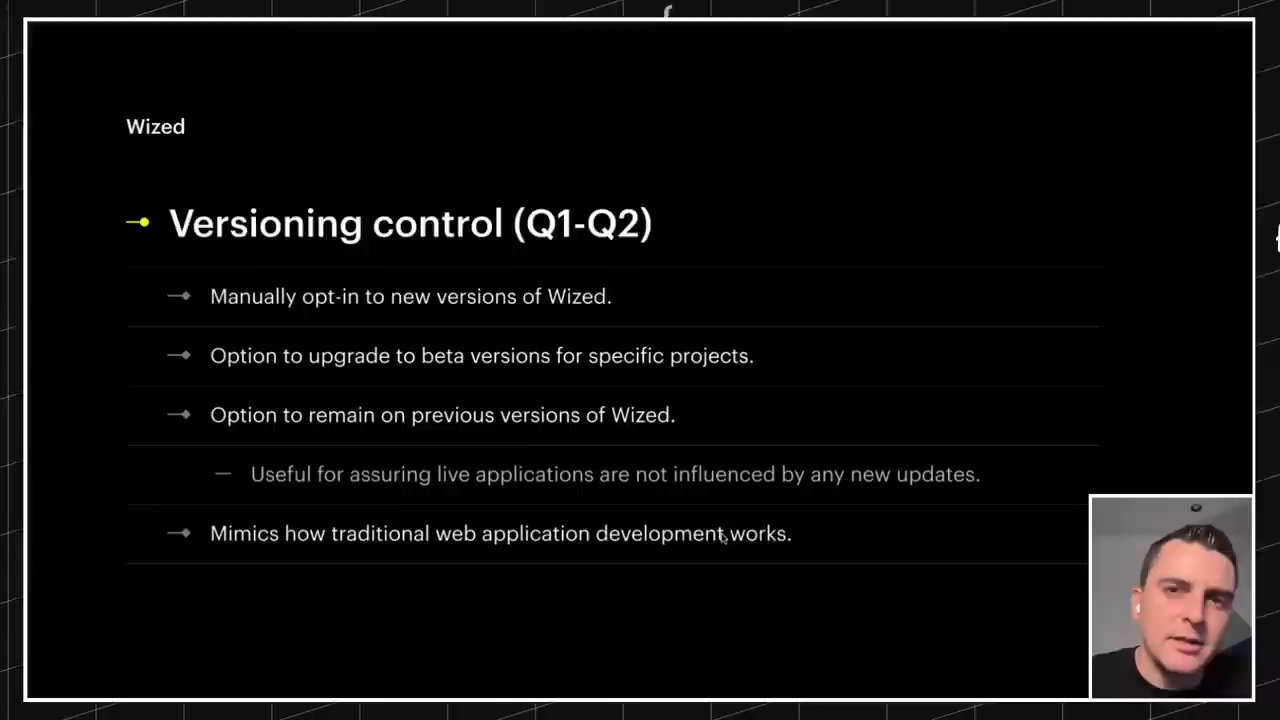 Wized
Versioning control (Q1-Q2)
Manually opt-in to new versions of Wized.
Option to upgrade to beta versions for specific projects.
Option to remain on previous versions of Wized.
Useful for assuring live applications are not influenced by any new updates.
Mimics how traditional web application development works.